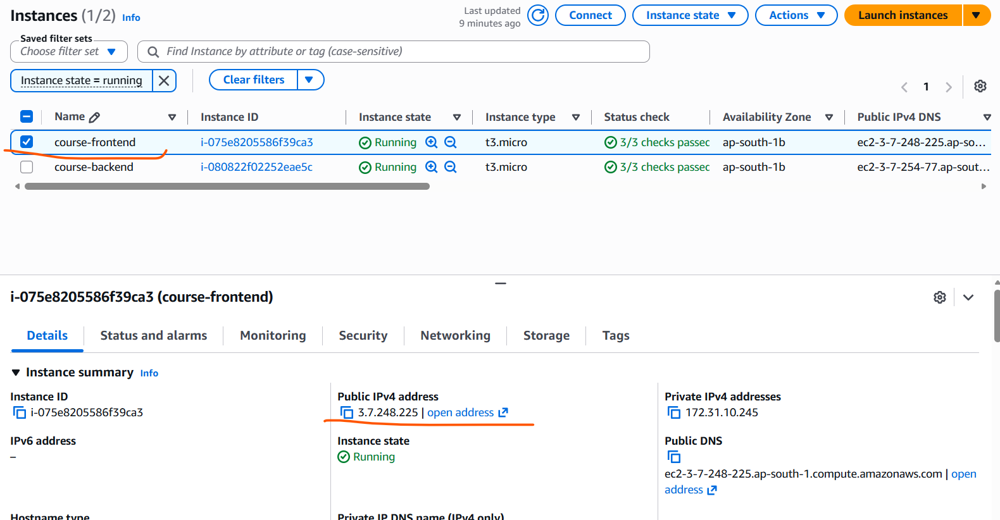 Instances (1/2) Info
Last updated
9 minutes ago
Connect
Instance state
Actions
Launch instances
Saved filter sets
Choose filter set
Find Instance by attribute or tag (case-sensitive)
Instance state = running
Clear filters
1
Name Instance ID Instance state Instance type Status check Availability Zone Public IPv4 DNS
course-frontend i-075e8205586f39ca3 Running t3.micro 3/3 checks passec ap-south-1b ec2-3-7-248-225.ap-so...
course-backend i-080822f02252eae5c Running t3.micro 3/3 checks passec ap-south-1b ec2-3-7-254-77.ap-sout...
i-075e8205586f39ca3 (course-frontend)
Details Status and alarms Monitoring Security Networking Storage Tags
Instance summary Info
Instance ID
i-075e8205586f39ca3
Public IPv4 address
3.7.248.225 | open address
Private IPv4 addresses
172.31.10.245
IPv6 address
–
Instance state
Running
Public DNS
ec2-3-7-248-225.ap-south-1.compute.amazonaws.com | open
address
Hostname type
Private IP DNS name (IPv4 only)